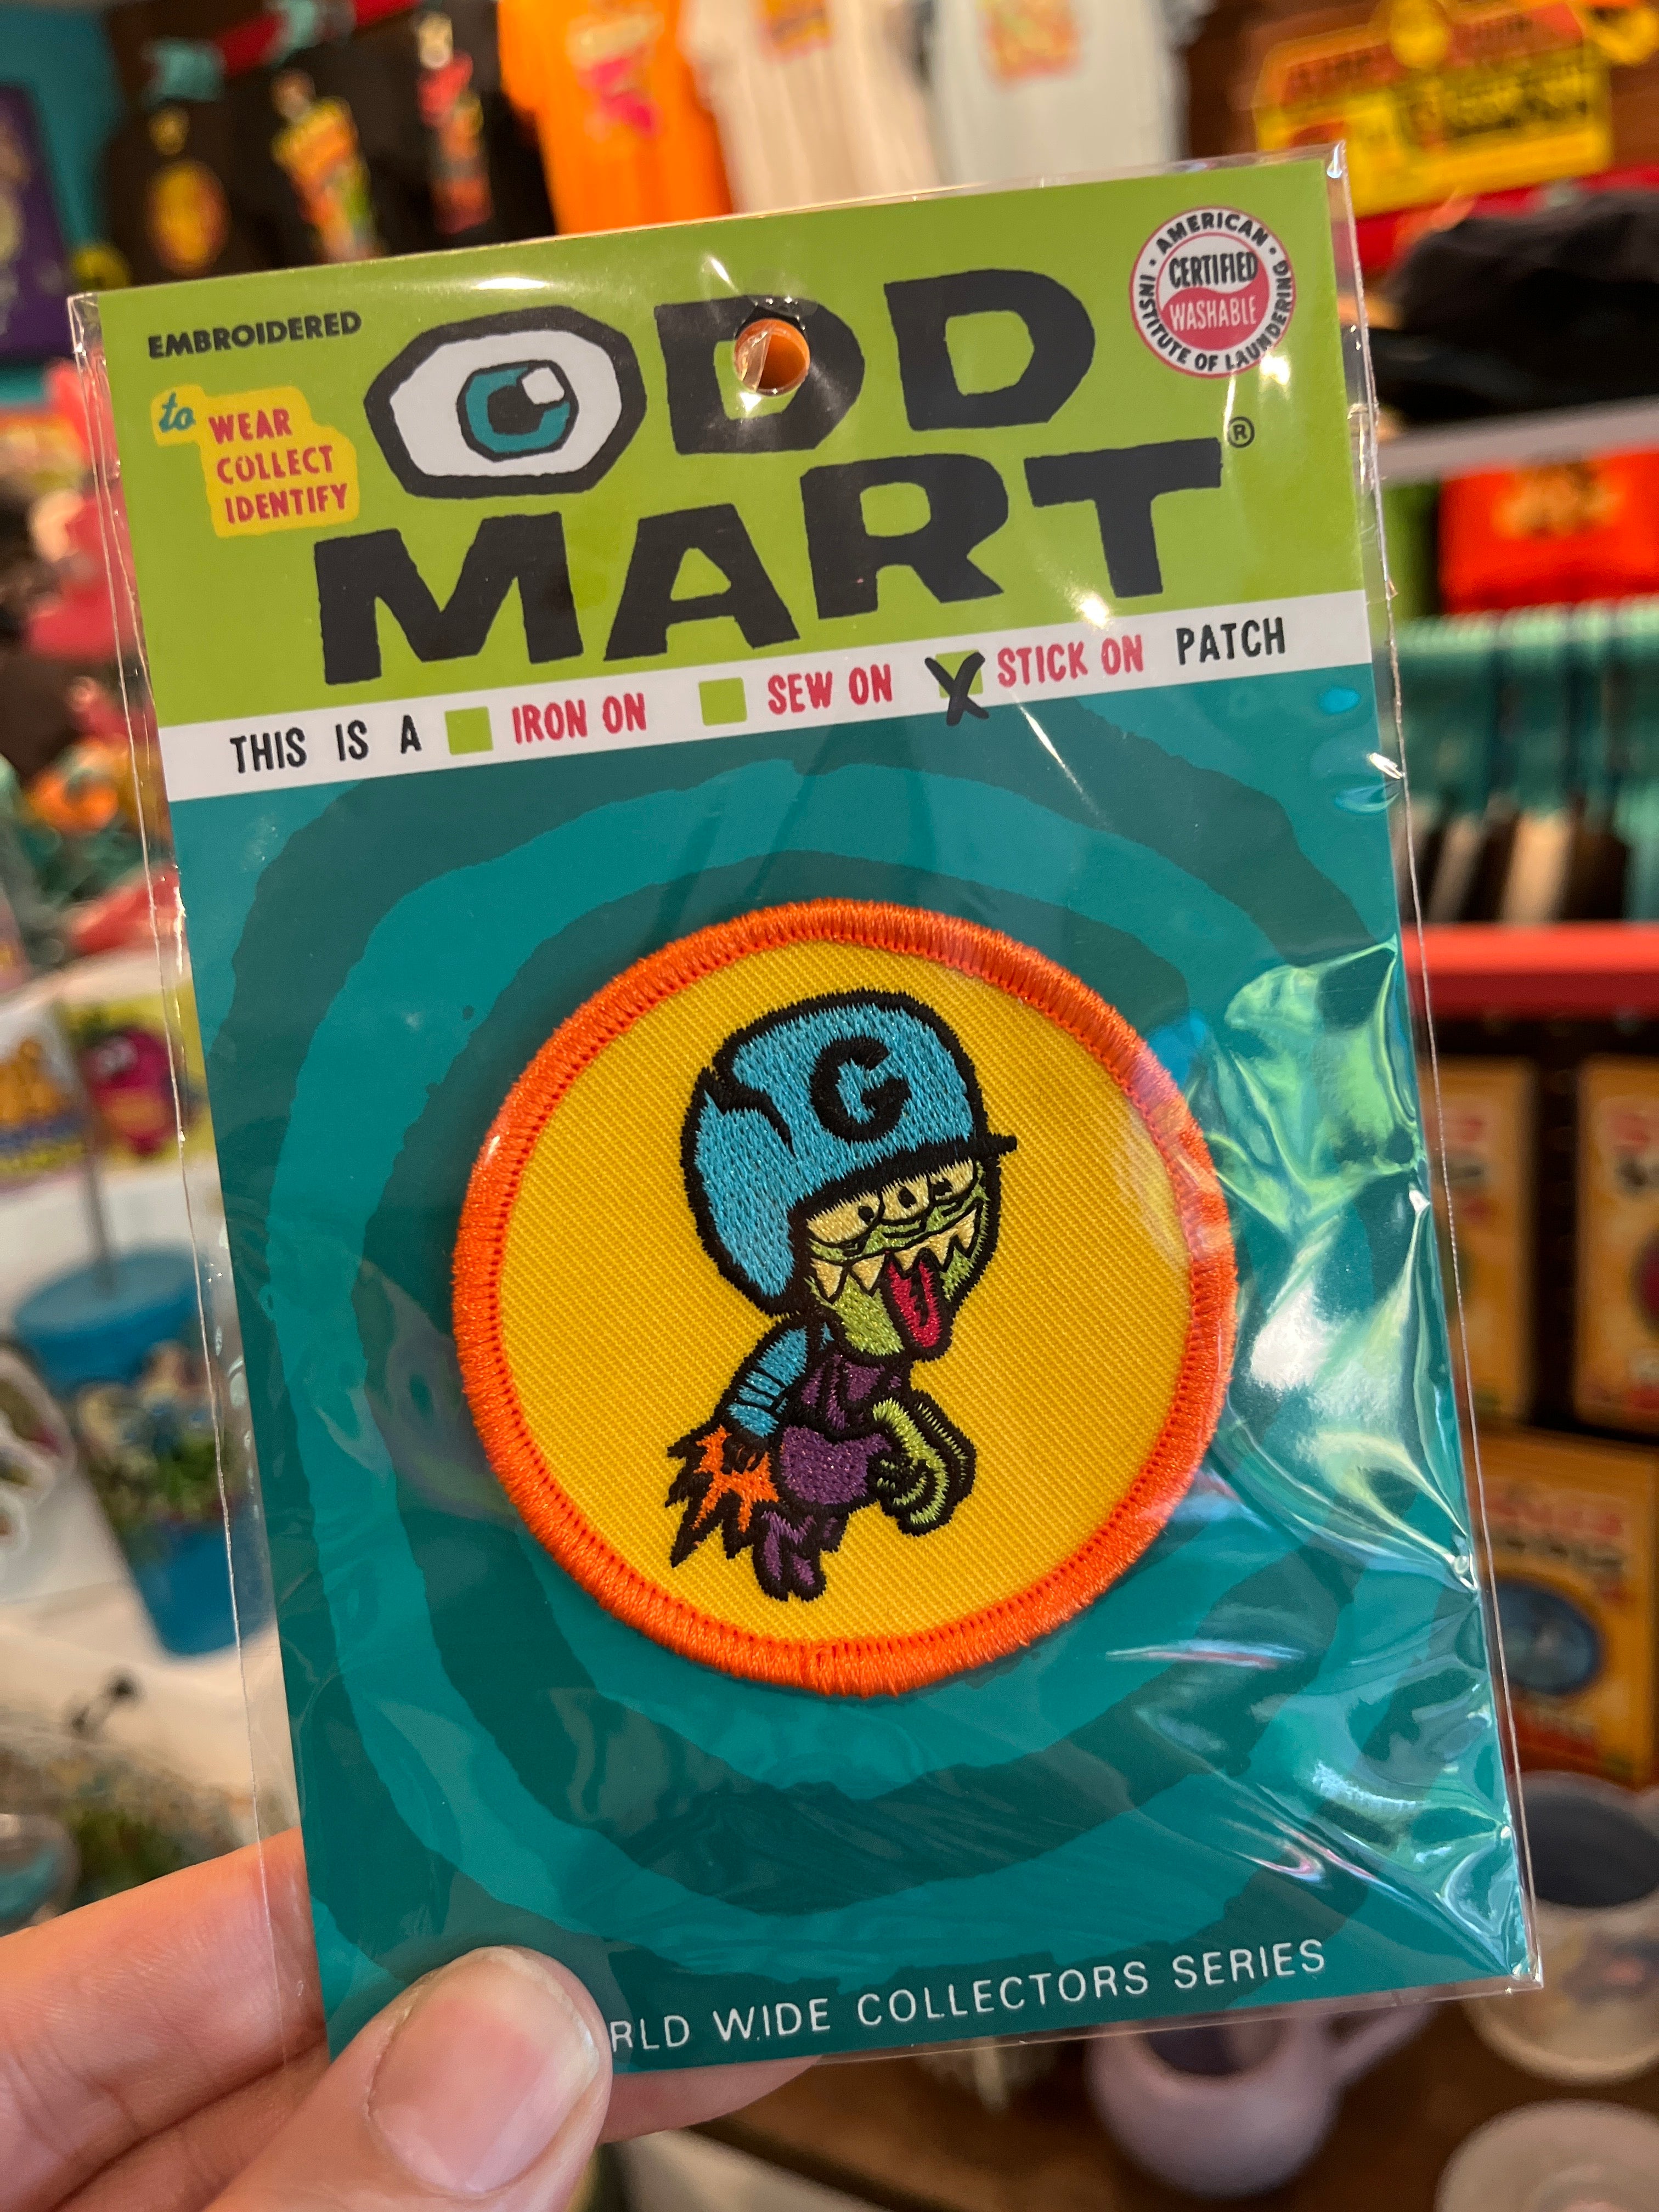 EMBROIDERED
to WEAR
COLLECT
IDENTIFY
ODD
MART®
• AMERICAN •
INSTITUTE OF LAUNDERING
CERTIFIED
WASHABLE
THIS IS A IRON ON SEW ON X STICK ON PATCH
G
RLD WIDE COLLECTORS SERIES